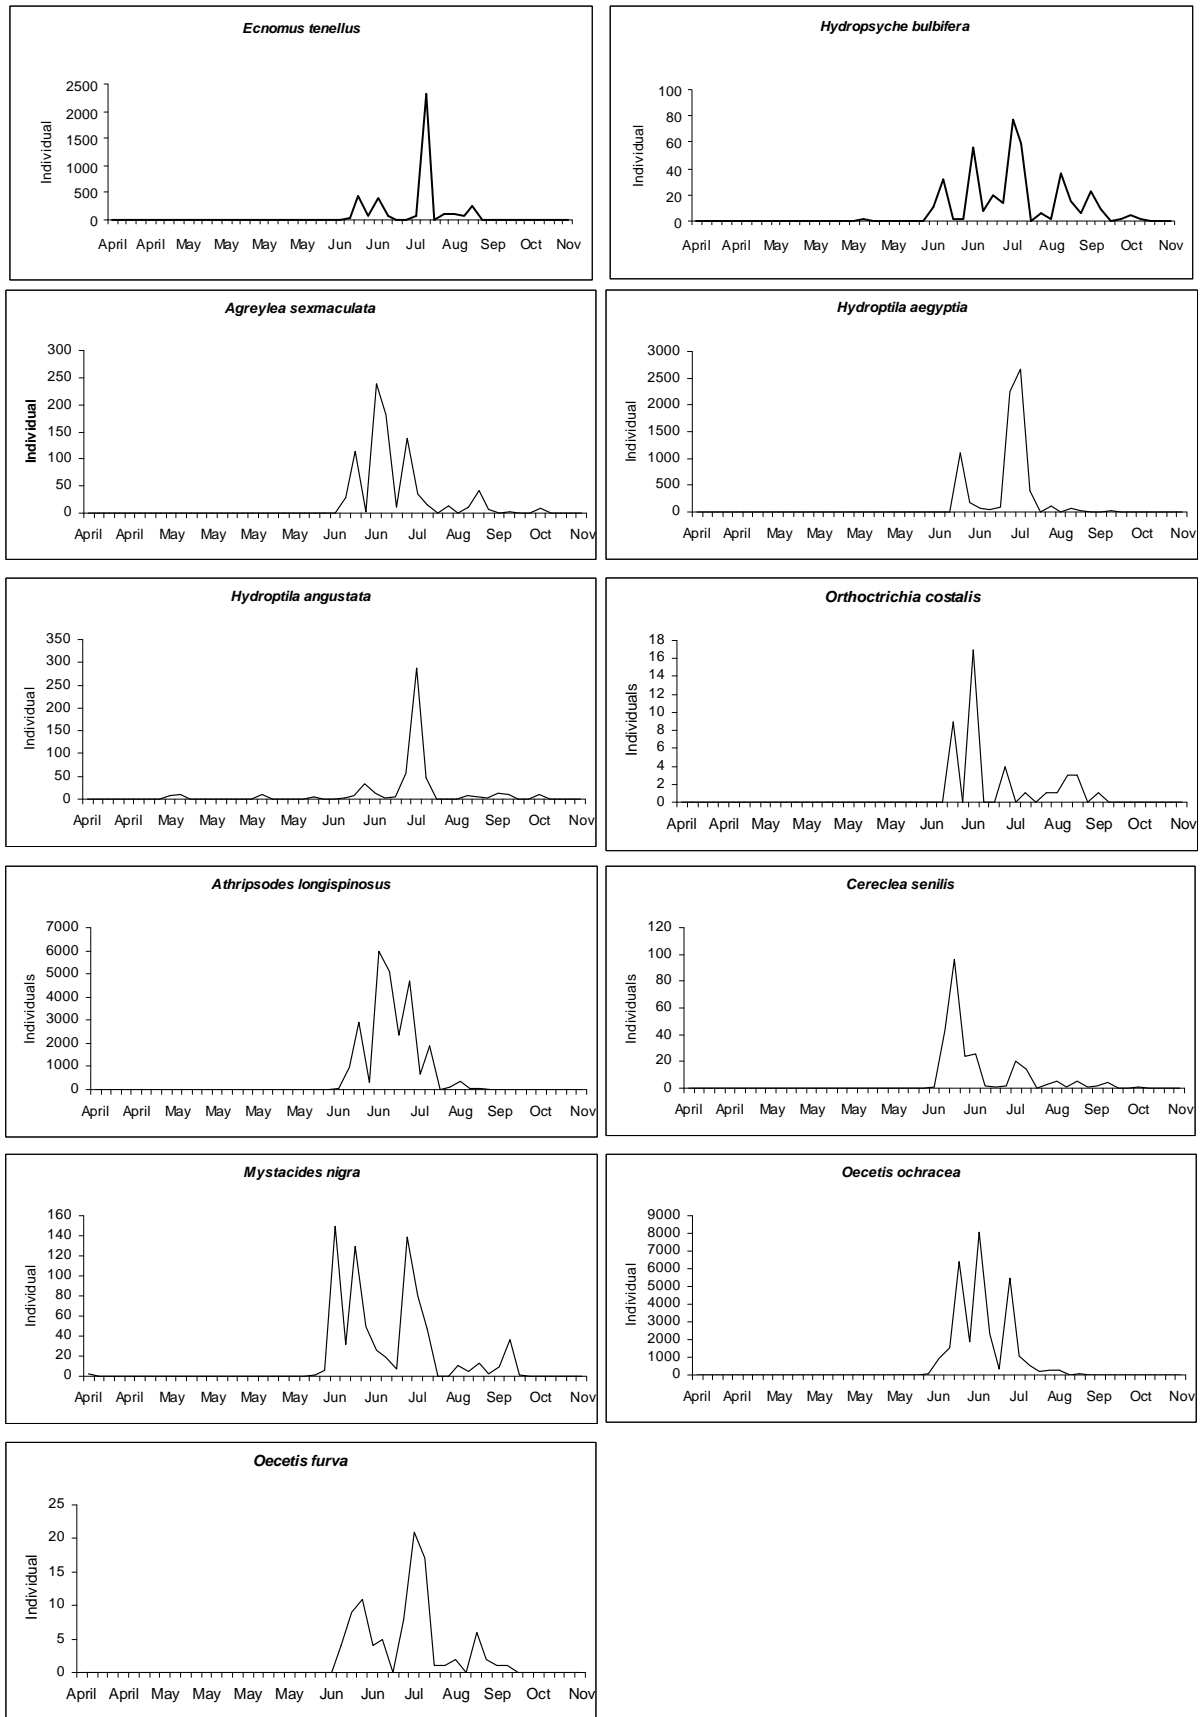 Ecnomus tenellus
Individual
2500
2000
1500
1000
500
0
April April May May May May Jun Jun Jul Aug Sep Oct Nov
Hydropsyche bulbifera
Individual
100
80
60
40
20
0
April May May May May Jun Jun Jul Aug Sep Oct Nov
Agreylea sexmaculata
Individual
300
250
200
150
100
50
0
April April May May May May Jun Jun Jul Aug Sep Oct Nov
Hydroptila aegyptia
Individual
3000
2500
2000
1500
1000
500
0
April April May May May May Jun Jun Jul Aug Sep Oct Nov
Hydroptila angustata
Individual
350
300
250
200
150
100
50
0
April April May May May May Jun Jun Jul Aug Sep Oct Nov
Orthoctrichia costalis
Individuals
18
16
14
12
10
8
6
4
2
0
April April May May May May Jun Jun Jul Aug Sep Oct Nov
Athripsodes longispinosus
Individuals
7000
6000
5000
4000
3000
2000
1000
0
April April May May May May Jun Jun Jul Aug Sep Oct Nov
Cereclea senilis
Individuals
120
100
80
60
40
20
0
April April May May May May Jun Jun Jul Aug Sep Oct Nov
Mystacides nigra
Individual
160
140
120
100
80
60
40
20
0
April April May May May May Jun Jun Jul Aug Sep Oct Nov
Oecetis ochracea
Individual
9000
8000
7000
6000
5000
4000
3000
2000
1000
0
April April May May May May Jun Jun Jul Aug Sep Oct Nov
Oecetis furva
Individual
25
20
15
10
5
0
April April May May May May Jun Jun Jul Aug Sep Oct Nov